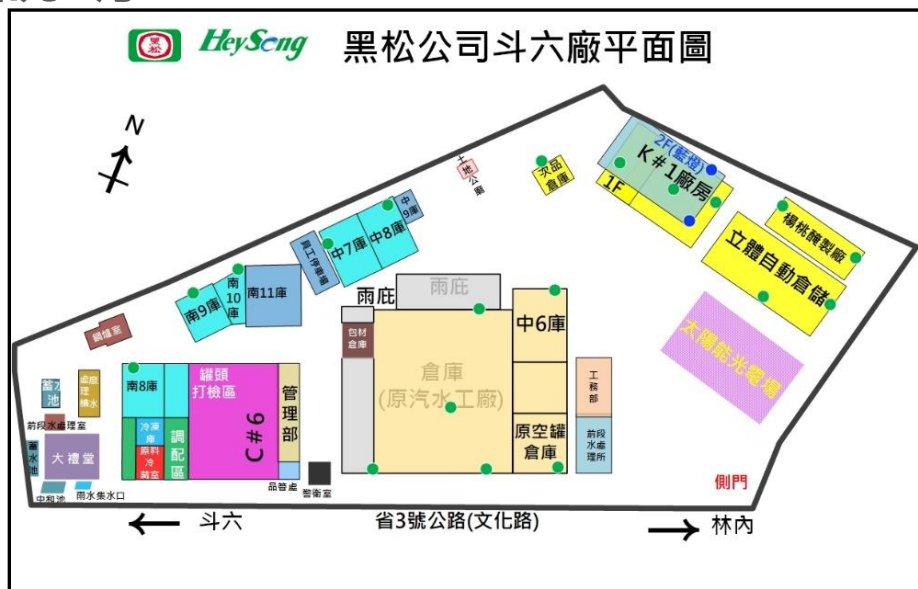 黑松 HeySong 黑松公司斗六廠平面圖
N
土地公廟
次品倉庫
2F(藍燈)
K#1廠房
1F
楊桃醃製廠
立體自動倉儲
太陽能光電場
中9庫
中8庫
中7庫
員工停車場
南11庫
南10庫
南9庫
鍋爐室
雨庇
雨庇
包材倉庫
倉庫
(原汽水工廠)
中6庫
原空罐倉庫
工務部
前段水處理所
南8庫
罐頭打檢區
C#6
管理部
冷凍庫
原料冷藏室
調配區
品管處
警衛室
蓄水池
前段水處理室
蓄水池
大禮堂
中和池
雨水集水口
側門
← 斗六
省3號公路(文化路)
→ 林內